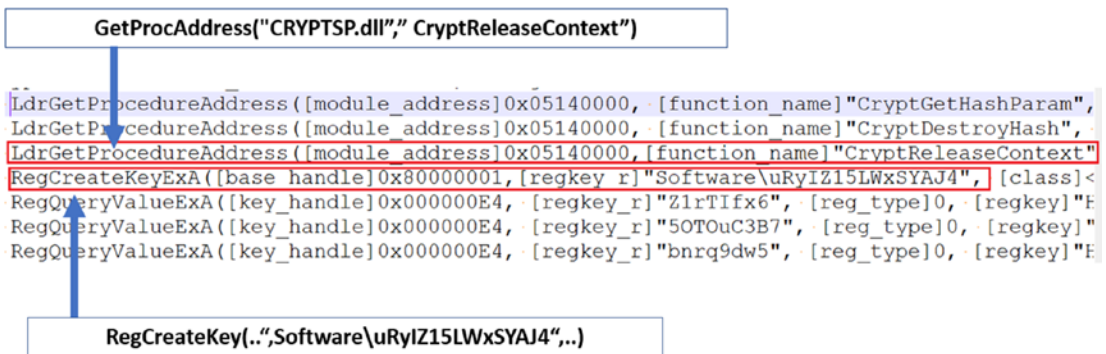 GetProcAddress("CRYPTSP.dll"," CryptReleaseContext")
LdrGetProcedureAddress([module_address]0x05140000, [function_name]"CryptGetHashParam",
LdrGetProcedureAddress([module_address]0x05140000, [function_name]"CryptDestroyHash",
LdrGetProcedureAddress([module_address]0x05140000,[function_name]"CryptReleaseContext"
RegCreateKeyExA([base_handle]0x80000001,[regkey_r]"Software\uRyIZ15LWxSYAJ4", [class]<
RegQueryValueExA([key_handle]0x000000E4, [regkey_r]"Z1rTIfx6", [reg_type]0, [regkey]"H
RegQueryValueExA([key_handle]0x000000E4, [regkey_r]"5OTOuC3B7", [reg_type]0, [regkey]"
RegQueryValueExA([key_handle]0x000000E4, [regkey_r]"bnrq9dw5", [reg_type]0, [regkey]"H
RegCreateKey(..“,Software\uRyIZ15LWxSYAJ4“,..)